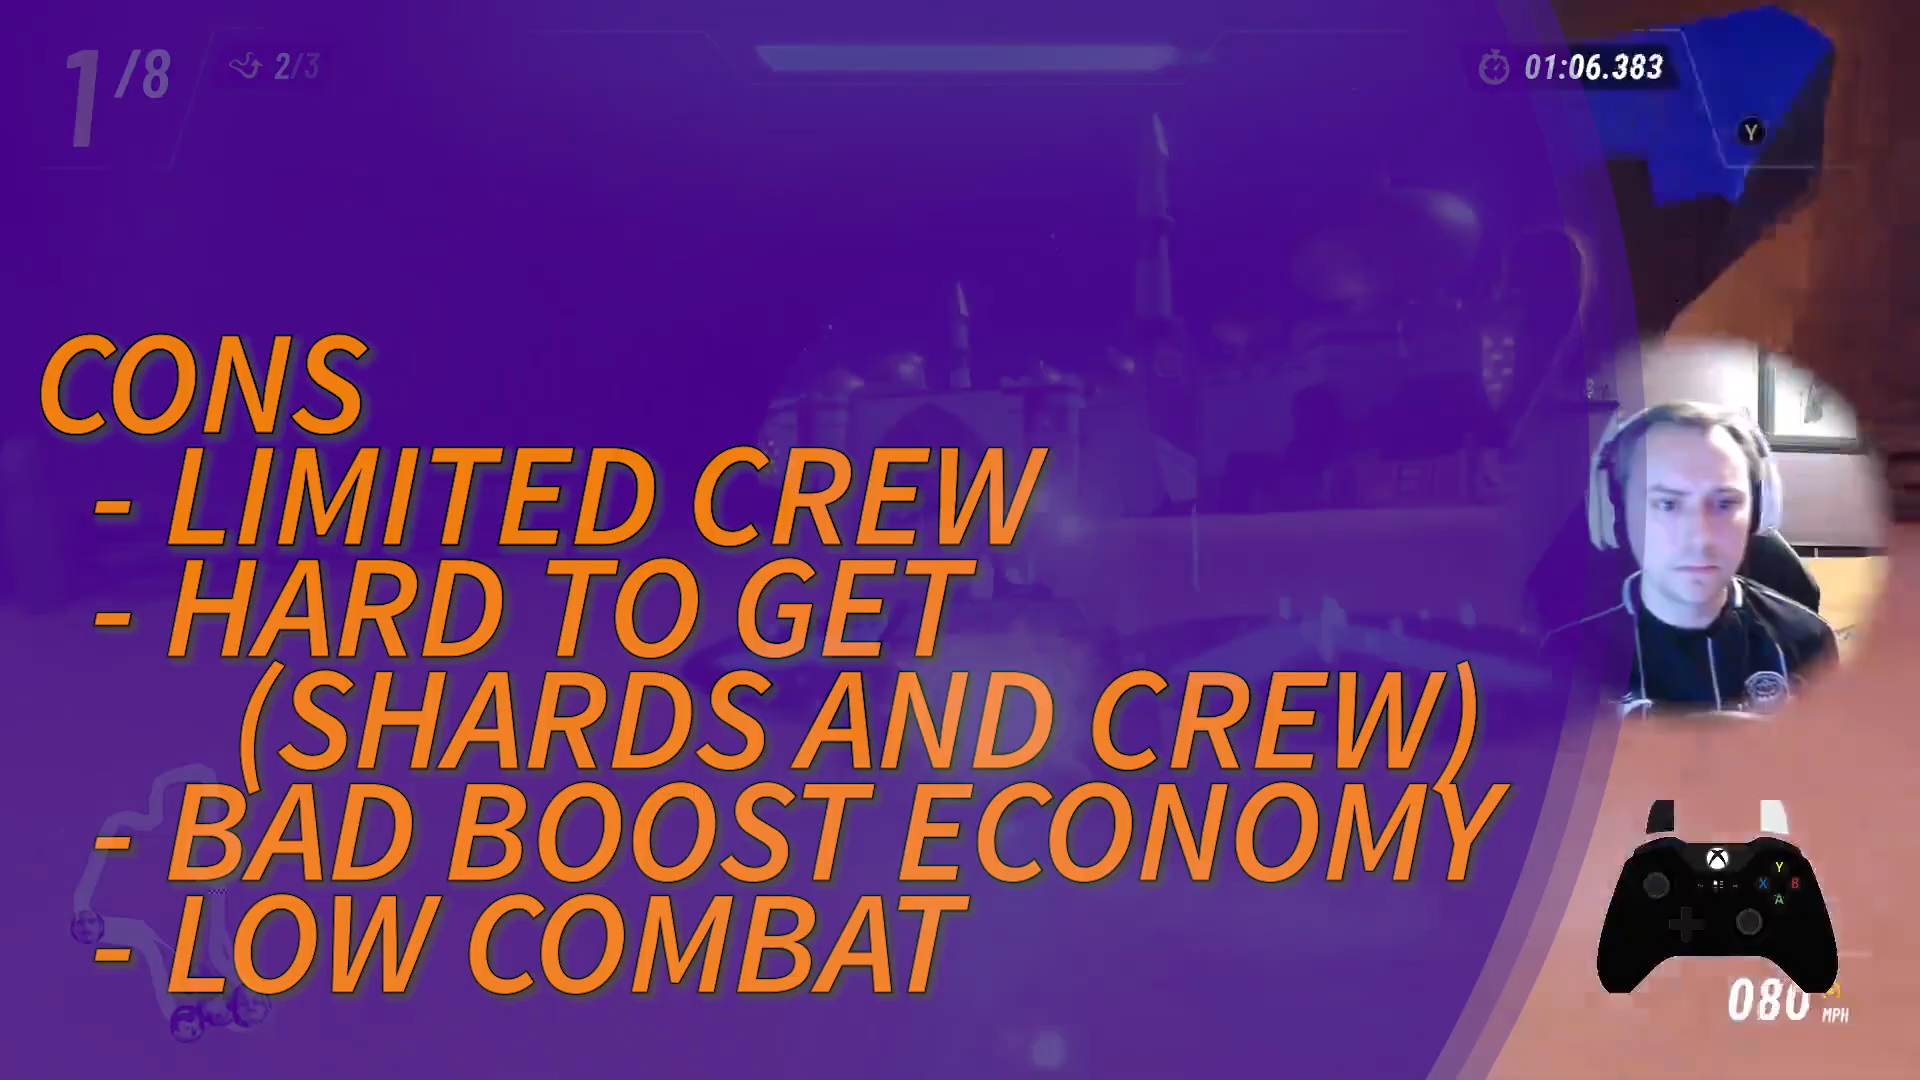 1/8
2/3
01:06.383
Y
CONS
- LIMITED CREW
- HARD TO GET
(SHARDS AND CREW)
- BAD BOOST ECONOMY
- LOW COMBAT
Y
X B
A
080 MPH